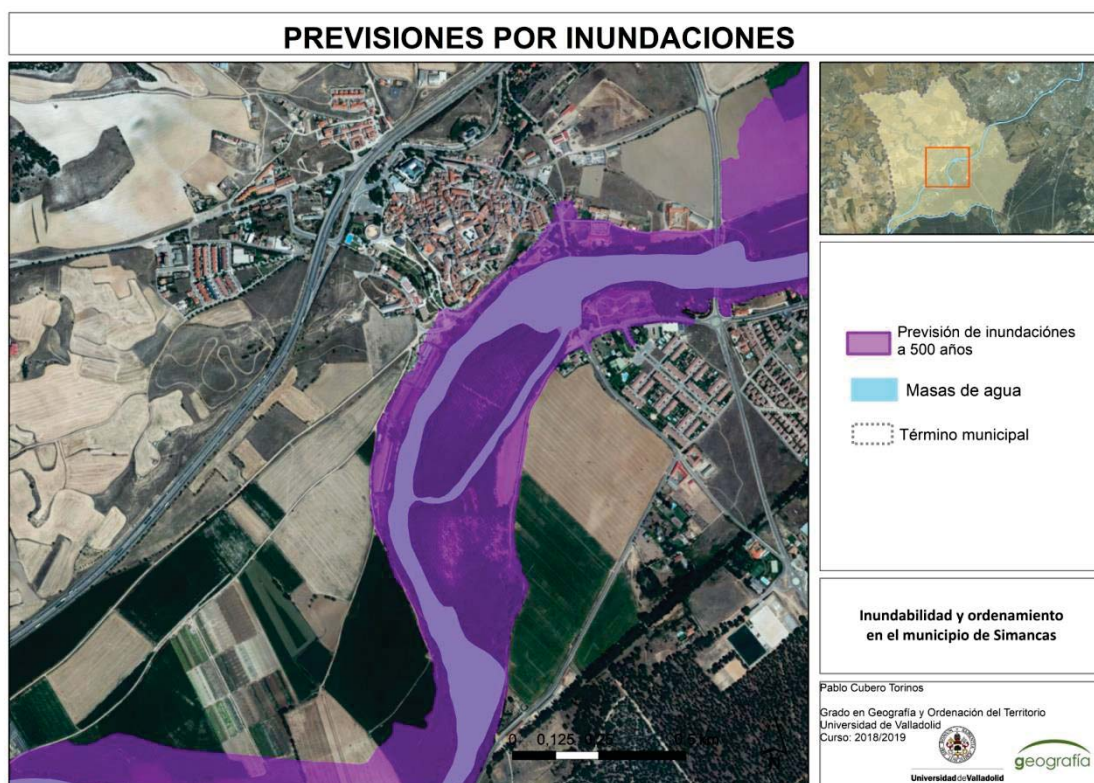 PREVISIONES POR INUNDACIONES
Previsión de inundaciónes
a 500 años
Masas de agua
Término municipal
Inundabilidad y ordenamiento
en el municipio de Simancas
Pablo Cubero Torinos
Grado en Geografía y Ordenación del Territorio
Universidad de Valladolid
Curso: 2018/2019
Universidad de Valladolid
geografía
0 0,125